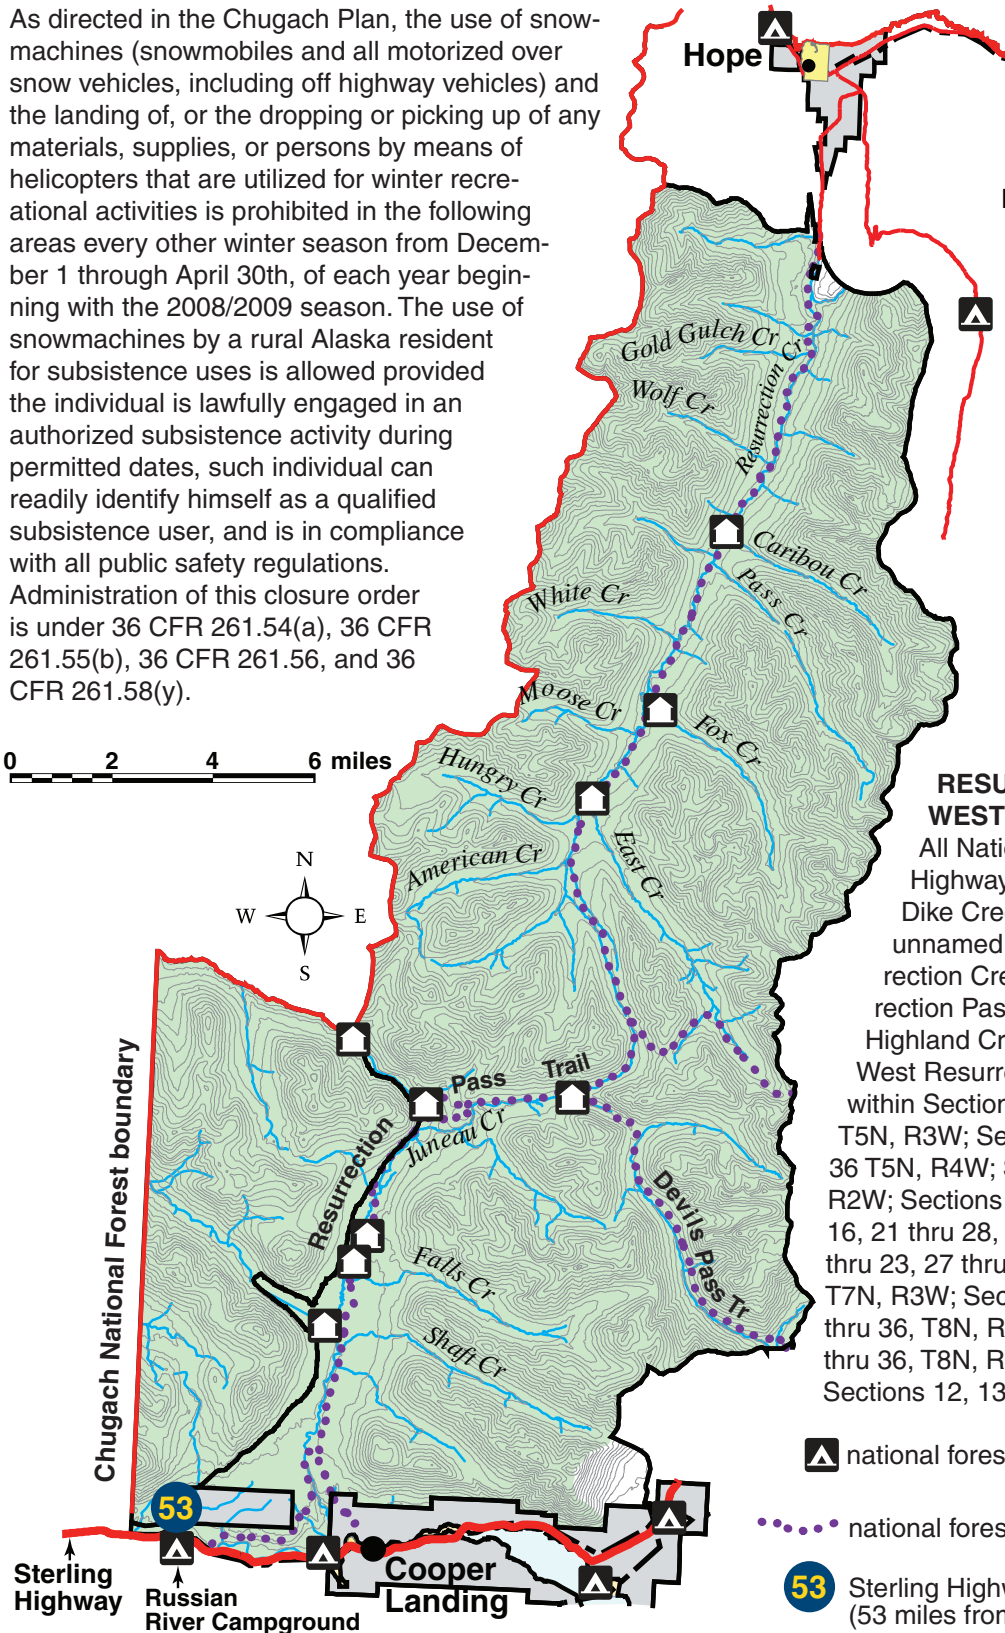 As directed in the Chugach Plan, the use of snow-
machines (snowmobiles and all motorized over
snow vehicles, including off highway vehicles) and
the landing of, or the dropping or picking up of any
materials, supplies, or persons by means of
helicopters that are utilized for winter recre-
ational activities is prohibited in the following
areas every other winter season from Decem-
ber 1 through April 30th, of each year begin-
ning with the 2008/2009 season. The use of
snowmachines by a rural Alaska resident
for subsistence uses is allowed provided
the individual is lawfully engaged in an
authorized subsistence activity during
permitted dates, such individual can
readily identify himself as a qualified
subsistence user, and is in compliance
with all public safety regulations.
Administration of this closure order
is under 36 CFR 261.54(a), 36 CFR
261.55(b), 36 CFR 261.56, and 36
CFR 261.58(y).
0 2 4 6 miles
N
W E
S
Hope
Gold Gulch Cr
Resurrection Cr
Wolf Cr
Caribou Cr
Pass Cr
White Cr
Moose Cr
Fox Cr
Hungry Cr
American Cr
East Cr
Resurrection Pass Trail
Juneau Cr
Devils Pass Tr
Falls Cr
Shaft Cr
Chugach National Forest boundary
53
Sterling
Highway
Russian
River Campground
Cooper
Landing
RESU
WEST
All Natio
Highway
Dike Cre
unnamed
rection Cre
rection Pas
Highland Cr
West Resurre
within Section
T5N, R3W; Se
36 T5N, R4W; S
R2W; Sections
16, 21 thru 28,
thru 23, 27 thru
T7N, R3W; Sec
thru 36, T8N, R
thru 36, T8N, R
Sections 12, 13
national fores
national fores
53 Sterling Highw
(53 miles from